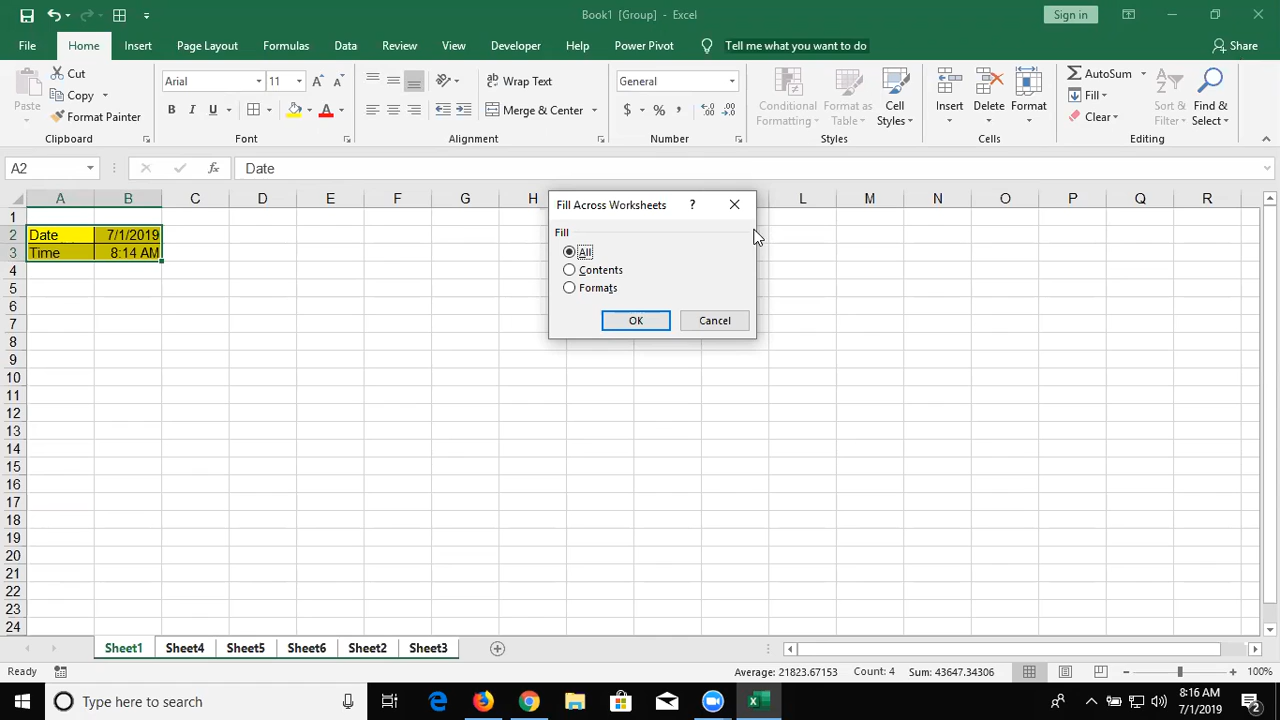 Book1 [Group] - Excel
Sign in
File Home Insert Page Layout Formulas Data Review View Developer Help Power Pivot Tell me what you want to do Share
Paste
Cut
Copy
Format Painter
Clipboard
Arial 11
B I U
Font
Wrap Text
Merge & Center
Alignment
General
$ % ,
Number
Conditional Formatting
Format as Table
Cell Styles
Styles
Insert
Delete
Format
Cells
AutoSum
Fill
Clear
Sort & Filter
Find & Select
Editing
A2 fx Date
A B C D E F G H L M N O P Q R
1
2 Date 7/1/2019
3 Time 8:14 AM
4
5
6
7
8
9
10
11
12
13
14
15
16
17
18
19
20
21
22
23
24
Fill Across Worksheets ?
Fill
All
Contents
Formats
OK Cancel
Sheet1 Sheet4 Sheet5 Sheet6 Sheet2 Sheet3
Ready Average: 21823.67153 Count: 4 Sum: 43647.34306 100%
Type here to search
8:16 AM
7/1/2019
2